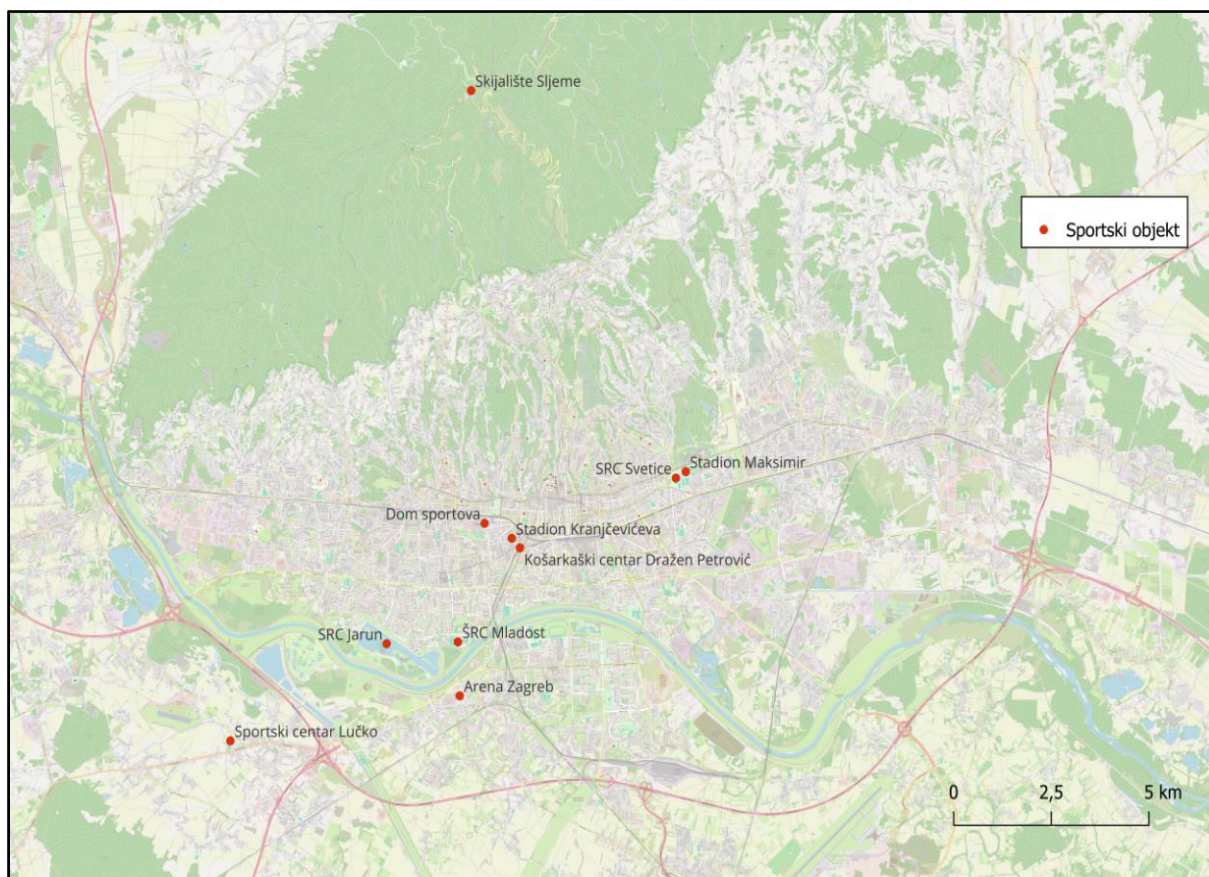 Skijalište Sljeme
Sportski objekt
SRC Svetice
Stadion Maksimir
Dom sportova
Stadion Kranjčevićeva
Košarkaški centar Dražen Petrović
SRC Jarun
ŠRC Mladost
Arena Zagreb
Sportski centar Lučko
0 2,5 5 km